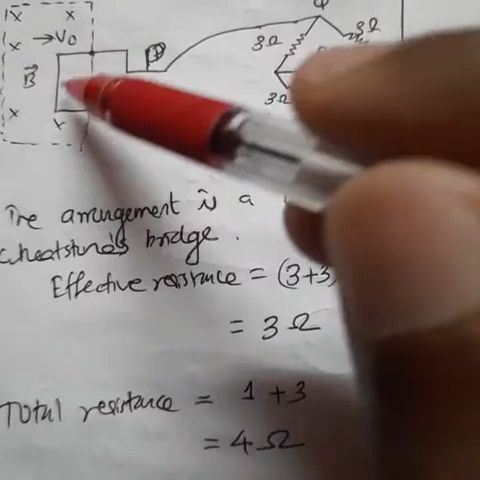 x x
x → V0
B⃗
x x
Q
3Ω 3Ω
3Ω
The arrangement is a
Wheatstone's bridge.
Effective resistance = (3+3)
= 3 Ω
Total resistance = 1 + 3
= 4 Ω